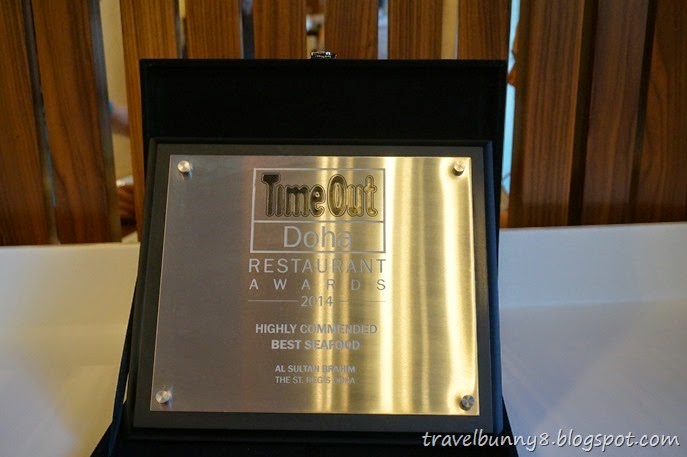 Time Out
Doha
RESTAURANT
AWARDS
2014
HIGHLY COMMENDED
BEST SEAFOOD
AL SULTAN BRAHIM
THE ST. REGIS DOHA
travelbunny8.blogspot.com